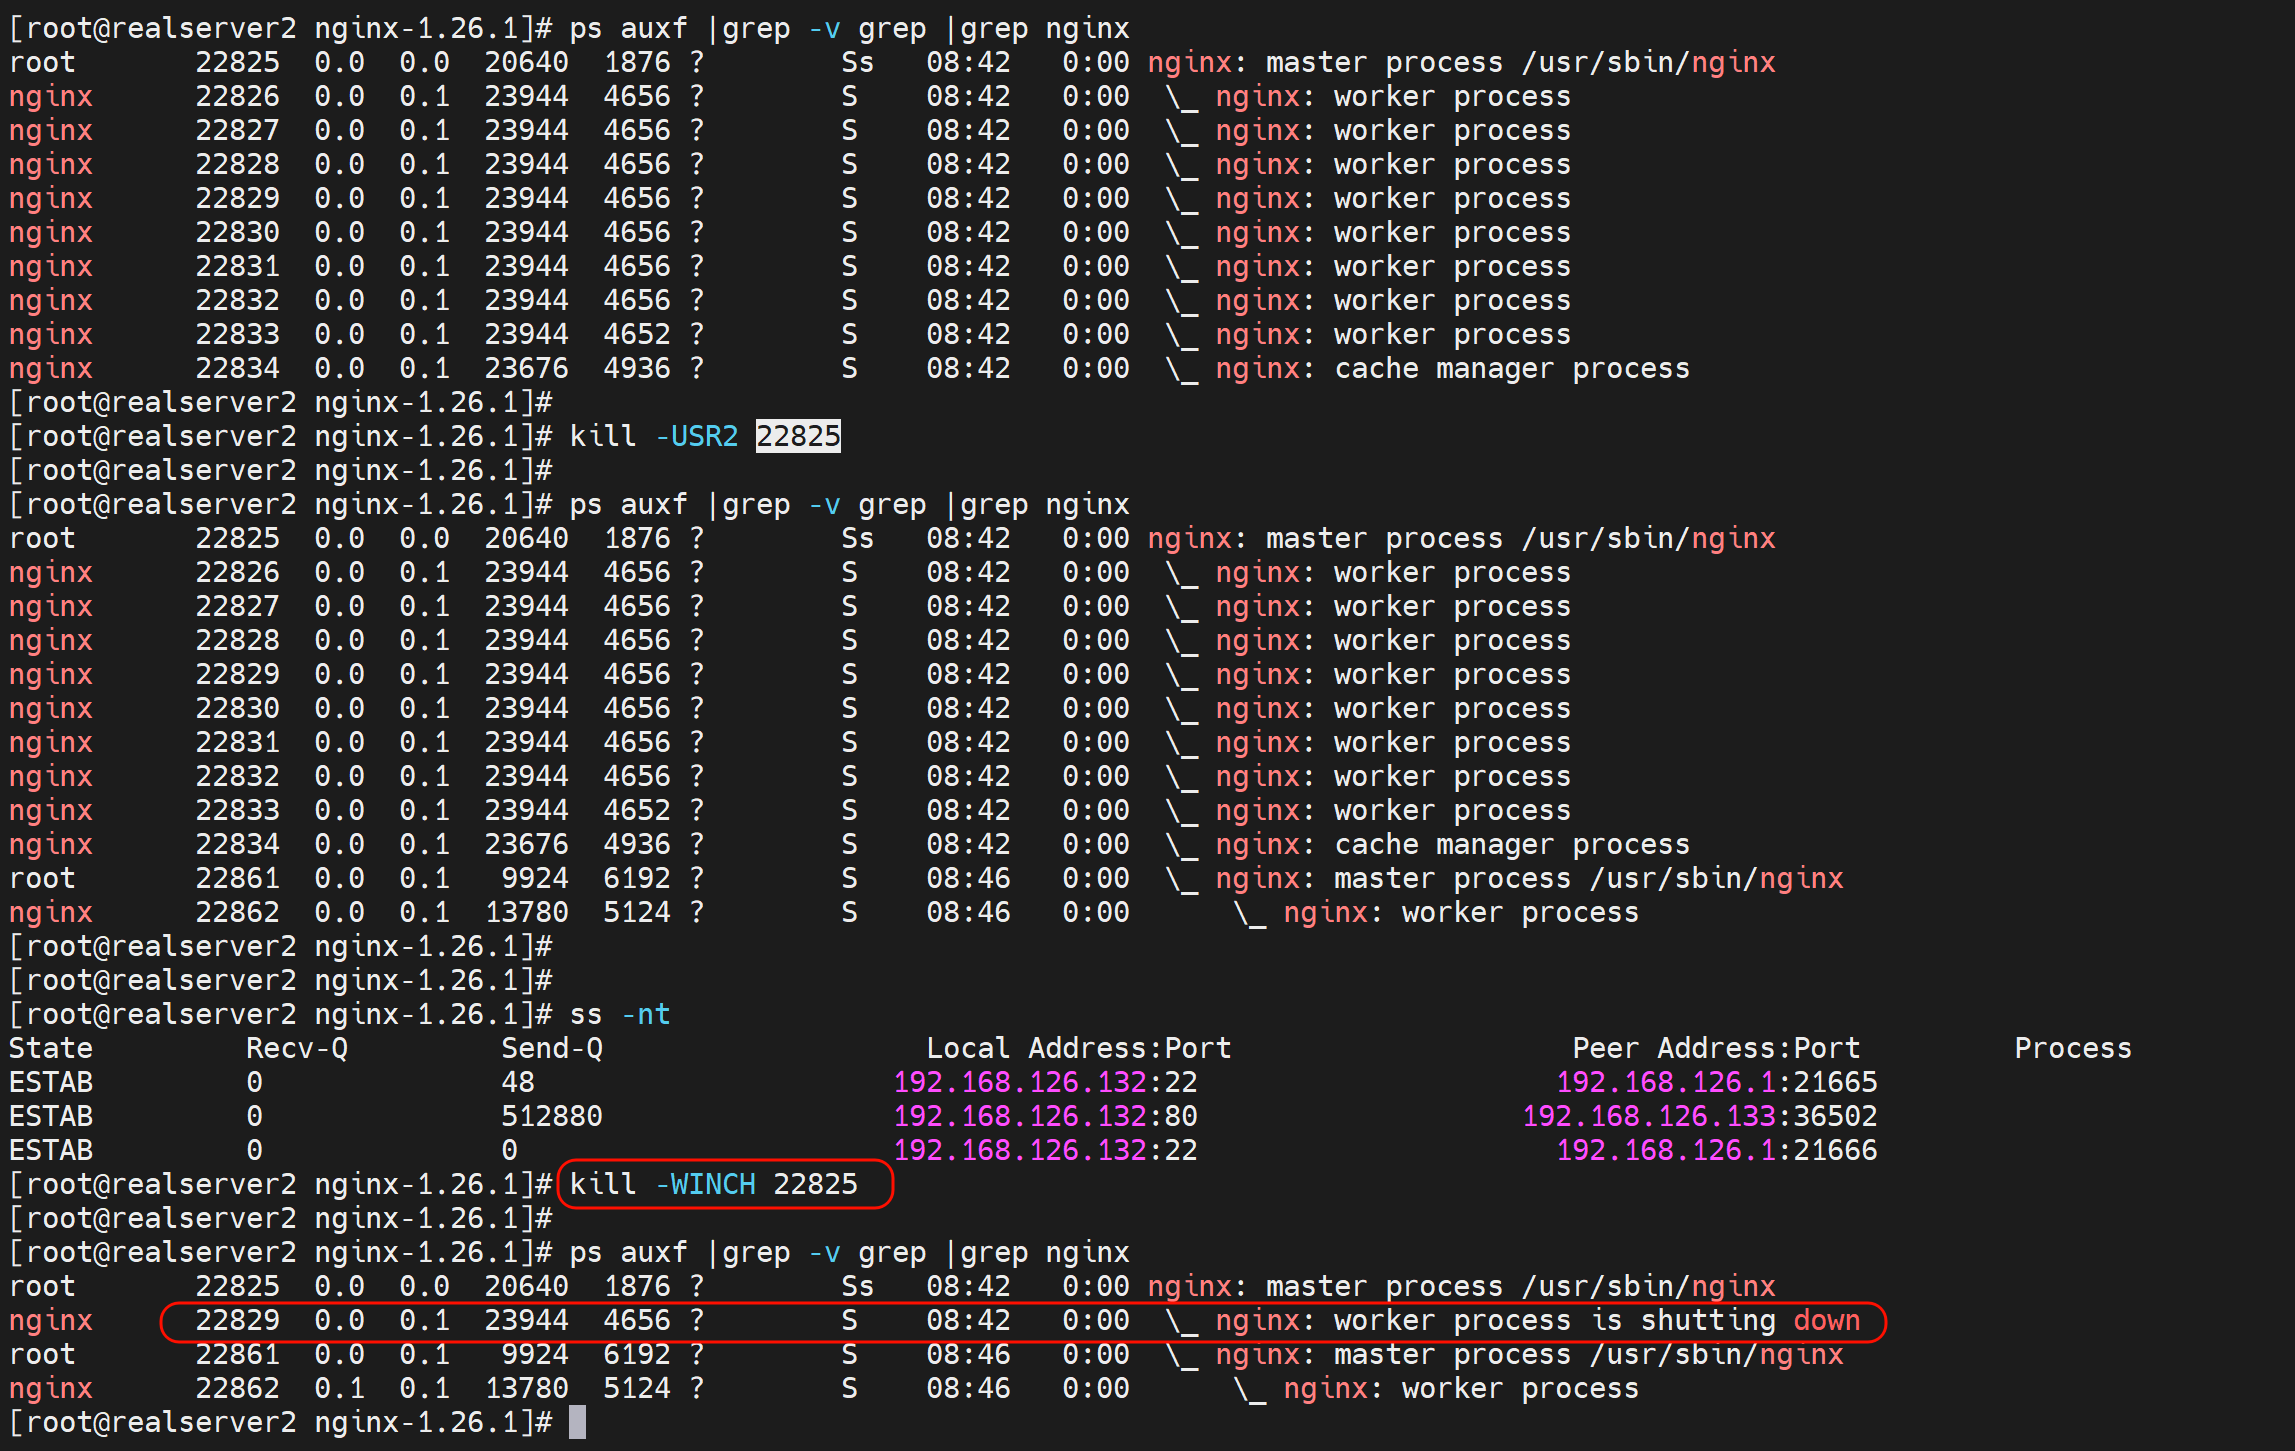 [root@realserver2 nginx-1.26.1]# ps auxf |grep -v grep |grep nginx
root       22825  0.0  0.0  20640  1876 ?        Ss   08:42   0:00 nginx: master process /usr/sbin/nginx
nginx      22826  0.0  0.1  23944  4656 ?        S    08:42   0:00  \_ nginx: worker process
nginx      22827  0.0  0.1  23944  4656 ?        S    08:42   0:00  \_ nginx: worker process
nginx      22828  0.0  0.1  23944  4656 ?        S    08:42   0:00  \_ nginx: worker process
nginx      22829  0.0  0.1  23944  4656 ?        S    08:42   0:00  \_ nginx: worker process
nginx      22830  0.0  0.1  23944  4656 ?        S    08:42   0:00  \_ nginx: worker process
nginx      22831  0.0  0.1  23944  4656 ?        S    08:42   0:00  \_ nginx: worker process
nginx      22832  0.0  0.1  23944  4656 ?        S    08:42   0:00  \_ nginx: worker process
nginx      22833  0.0  0.1  23944  4652 ?        S    08:42   0:00  \_ nginx: worker process
nginx      22834  0.0  0.1  23676  4936 ?        S    08:42   0:00  \_ nginx: cache manager process
[root@realserver2 nginx-1.26.1]#
[root@realserver2 nginx-1.26.1]# kill -USR2 22825
[root@realserver2 nginx-1.26.1]#
[root@realserver2 nginx-1.26.1]# ps auxf |grep -v grep |grep nginx
root       22825  0.0  0.0  20640  1876 ?        Ss   08:42   0:00 nginx: master process /usr/sbin/nginx
nginx      22826  0.0  0.1  23944  4656 ?        S    08:42   0:00  \_ nginx: worker process
nginx      22827  0.0  0.1  23944  4656 ?        S    08:42   0:00  \_ nginx: worker process
nginx      22828  0.0  0.1  23944  4656 ?        S    08:42   0:00  \_ nginx: worker process
nginx      22829  0.0  0.1  23944  4656 ?        S    08:42   0:00  \_ nginx: worker process
nginx      22830  0.0  0.1  23944  4656 ?        S    08:42   0:00  \_ nginx: worker process
nginx      22831  0.0  0.1  23944  4656 ?        S    08:42   0:00  \_ nginx: worker process
nginx      22832  0.0  0.1  23944  4656 ?        S    08:42   0:00  \_ nginx: worker process
nginx      22833  0.0  0.1  23944  4652 ?        S    08:42   0:00  \_ nginx: worker process
nginx      22834  0.0  0.1  23676  4936 ?        S    08:42   0:00  \_ nginx: cache manager process
root       22861  0.0  0.1   9924  6192 ?        S    08:46   0:00  \_ nginx: master process /usr/sbin/nginx
nginx      22862  0.0  0.1  13780  5124 ?        S    08:46   0:00      \_ nginx: worker process
[root@realserver2 nginx-1.26.1]#
[root@realserver2 nginx-1.26.1]#
[root@realserver2 nginx-1.26.1]# ss -nt
State         Recv-Q         Send-Q                   Local Address:Port                    Peer Address:Port         Process
ESTAB         0              48                     192.168.126.132:22                     192.168.126.1:21665
ESTAB         0              512880                 192.168.126.132:80                   192.168.126.133:36502
ESTAB         0              0                      192.168.126.132:22                     192.168.126.1:21666
[root@realserver2 nginx-1.26.1]# kill -WINCH 22825
[root@realserver2 nginx-1.26.1]#
[root@realserver2 nginx-1.26.1]# ps auxf |grep -v grep |grep nginx
root       22825  0.0  0.0  20640  1876 ?        Ss   08:42   0:00 nginx: master process /usr/sbin/nginx
nginx      22829  0.0  0.1  23944  4656 ?        S    08:42   0:00  \_ nginx: worker process is shutting down
root       22861  0.0  0.1   9924  6192 ?        S    08:46   0:00  \_ nginx: master process /usr/sbin/nginx
nginx      22862  0.1  0.1  13780  5124 ?        S    08:46   0:00      \_ nginx: worker process
[root@realserver2 nginx-1.26.1]#